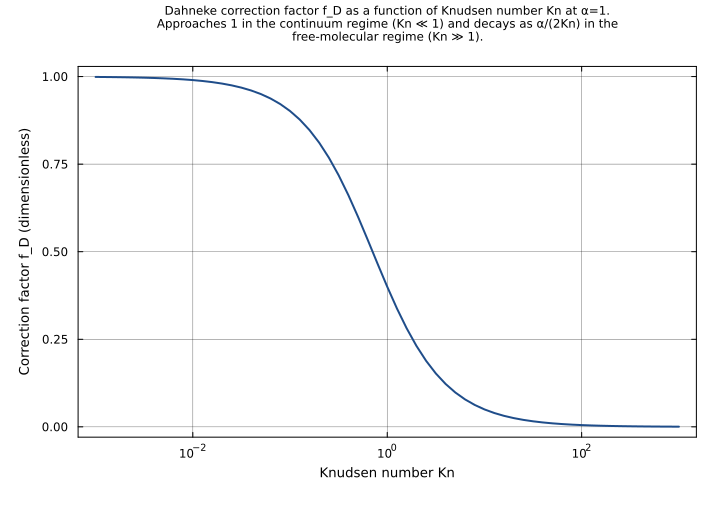 Dahneke correction factor f_D as a function of Knudsen number Kn at α=1.
Approaches 1 in the continuum regime (Kn ≪ 1) and decays as α/(2Kn) in the
free-molecular regime (Kn ≫ 1).
Correction factor f_D (dimensionless)
1.00
0.75
0.50
0.25
0.00
10⁻² 10⁰ 10²
Knudsen number Kn